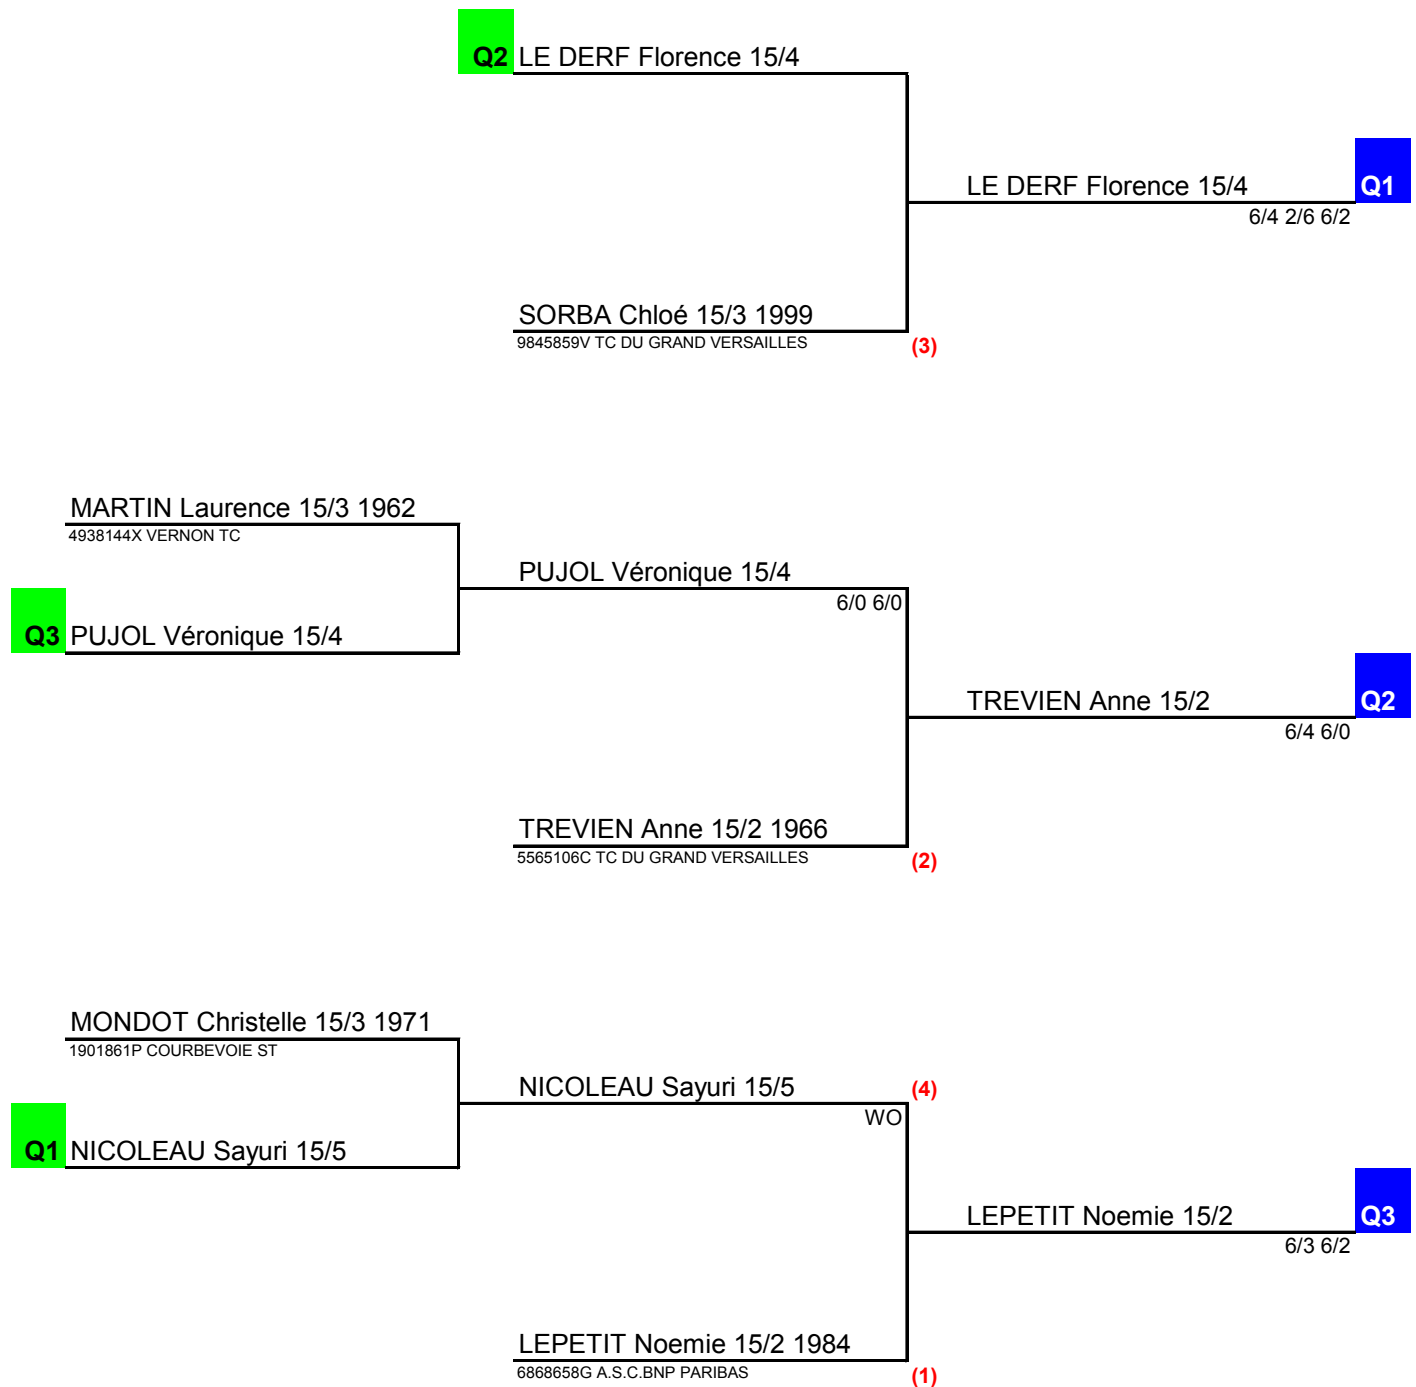 Q2 LE DERF Florence 15/4
LE DERF Florence 15/4 Q1
6/4 2/6 6/2
SORBA Chloé 15/3 1999
9845859V TC DU GRAND VERSAILLES (3)
MARTIN Laurence 15/3 1962
4938144X VERNON TC
PUJOL Véronique 15/4
6/0 6/0
Q3 PUJOL Véronique 15/4
TREVIEN Anne 15/2 Q2
6/4 6/0
TREVIEN Anne 15/2 1966
5565106C TC DU GRAND VERSAILLES (2)
MONDOT Christelle 15/3 1971
1901861P COURBEVOIE ST
NICOLEAU Sayuri 15/5 (4)
WO
Q1 NICOLEAU Sayuri 15/5
LEPETIT Noemie 15/2 Q3
6/3 6/2
LEPETIT Noemie 15/2 1984
6868658G A.S.C.BNP PARIBAS (1)